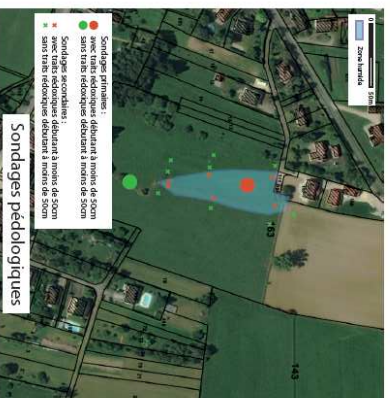 0 50m
Zone humide
Sondages primaires :
avec traits rédoxiques débutant à moins de 50cm
sans traits rédoxiques débutant à moins de 50cm
Sondages secondaires :
avec traits rédoxiques débutant à moins de 50cm
sans traits rédoxiques débutant à moins de 50cm
Sondages pédologiques
163
143